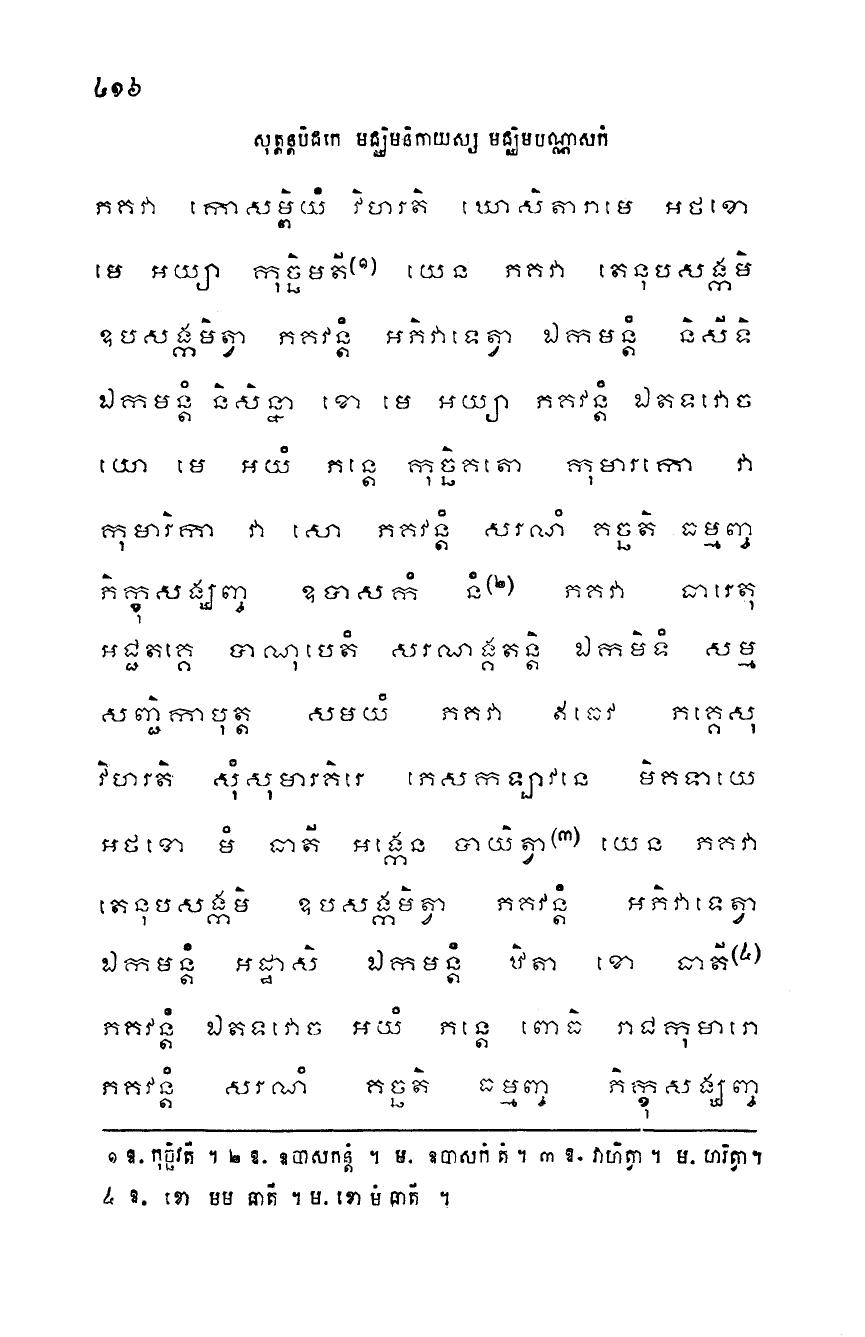 ៤១៦
សុត្តន្តបិដកេ មជ្ឈិមនិកាយស្ស មជ្ឈិមបណ្ណាសកំ
ភគវា កោសម្ពិយំ វិហរតិ ឃោសិតារាមេ អថខោ
មេ អយ្យា កុច្ឆិមតី(១) យេន ភគវា តេនុបសង្កមិ
ឧបសង្កមិត្វា ភគវន្តំ អភិវាទេត្វា ឯកមន្តំ និសីទិ
ឯកមន្តំ និសិន្នា ខោ មេ អយ្យា ភគវន្តំ ឯតទវោច
យោ មេ អយំ ភន្តេ កុច្ឆិគតោ កុមារកោ វា
កុមារិកា វា សោ ភគវន្តំ សរណំ គច្ឆតិ ធម្មញ្ច
ភិក្ខុសង្ឃញ្ច ឧបាសកំ នំ(២) ភគវា ធារេតុ
អជ្ជតគ្គេ បាណុបេតំ សរណង្គតន្តិ ឯកមិទំ សម្ម
សញ្ជិកាបុត្ត សមយំ ភគវា ឥធេវ ភគ្គេសុ
វិហរតិ សុំសុមារគិរេ ភេសកឡាវនេ មិគទាយេ
អថខោ មំ ធាតី អង្កេន បាយិត្វា(៣) យេន ភគវា
តេនុបសង្កមិ ឧបសង្កមិត្វា ភគវន្តំ អភិវាទេត្វា
ឯកមន្តំ អដ្ឋាសិ ឯកមន្តំ ឋិតា ខោ ធាតី(៤)
ភគវន្តំ ឯតទវោច អយំ ភន្តេ ពោធិ រាជកុមារោ
ភគវន្តំ សរណំ គច្ឆតិ ធម្មញ្ច ភិក្ខុសង្ឃញ្ច
១ ឱ. កុច្ឆិវតី ។ ២ ឱ. ឧបាសកន្តំ ។ ម. ឧបាសកំ តំ ។ ៣ ឱ. វាហិត្វា ។ ម. ហរិត្វា ។
៤ ឱ. ខោ មម ធាតី ។ ម. ខោ មំ ធាតី ។